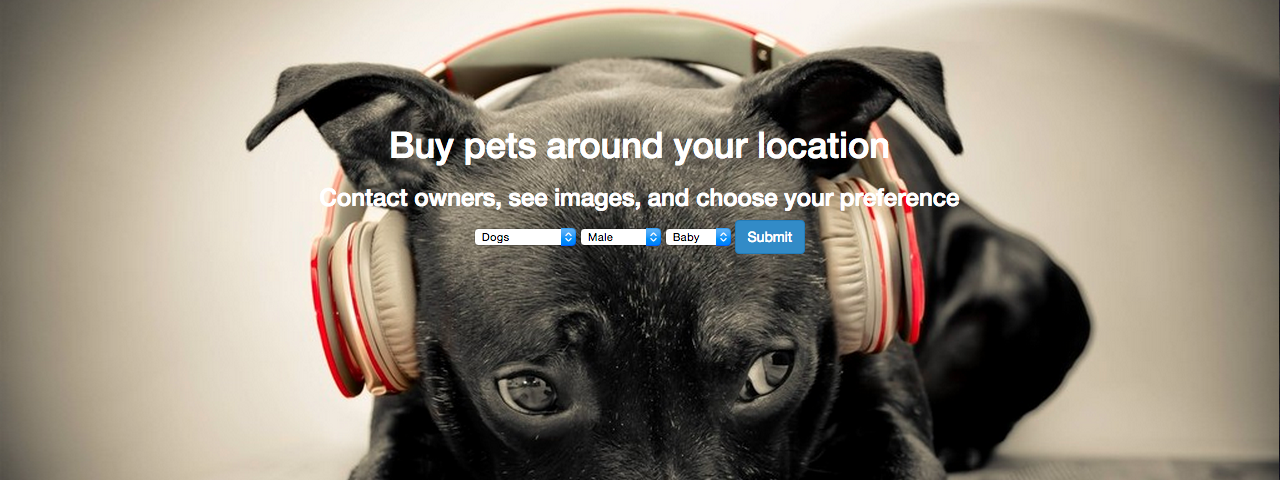 Buy pets around your location
Contact owners, see images, and choose your preference
Dogs Male Baby Submit